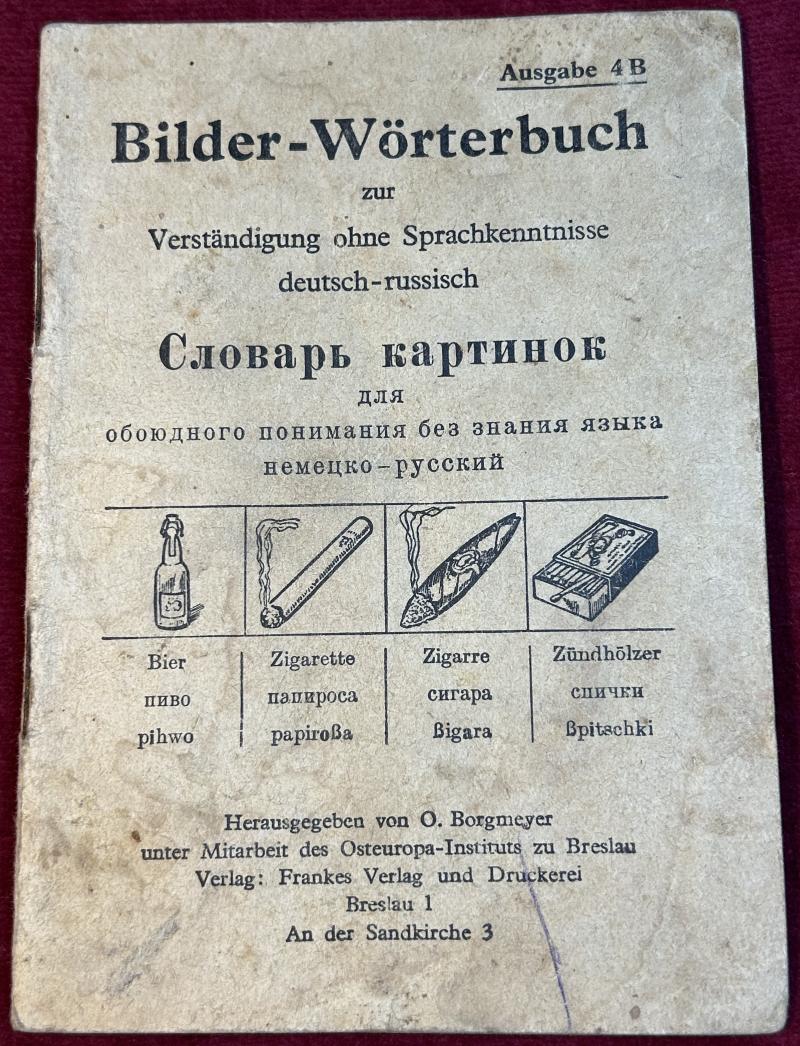 Ausgabe 4 B
Bilder-Wörterbuch
zur
Verständigung ohne Sprachkenntnisse
deutsch-russisch
Словарь картинок
для
обоюдного понимания без знания языка
немецко-русский
Bier Zigarette Zigarre Zündhölzer
пиво папироса сигара спички
pihwo papiroßa ßigara ßpitschki
Herausgegeben von O. Borgmeyer
unter Mitarbeit des Osteuropa-Instituts zu Breslau
Verlag: Frankes Verlag und Druckerei
Breslau 1
An der Sandkirche 3